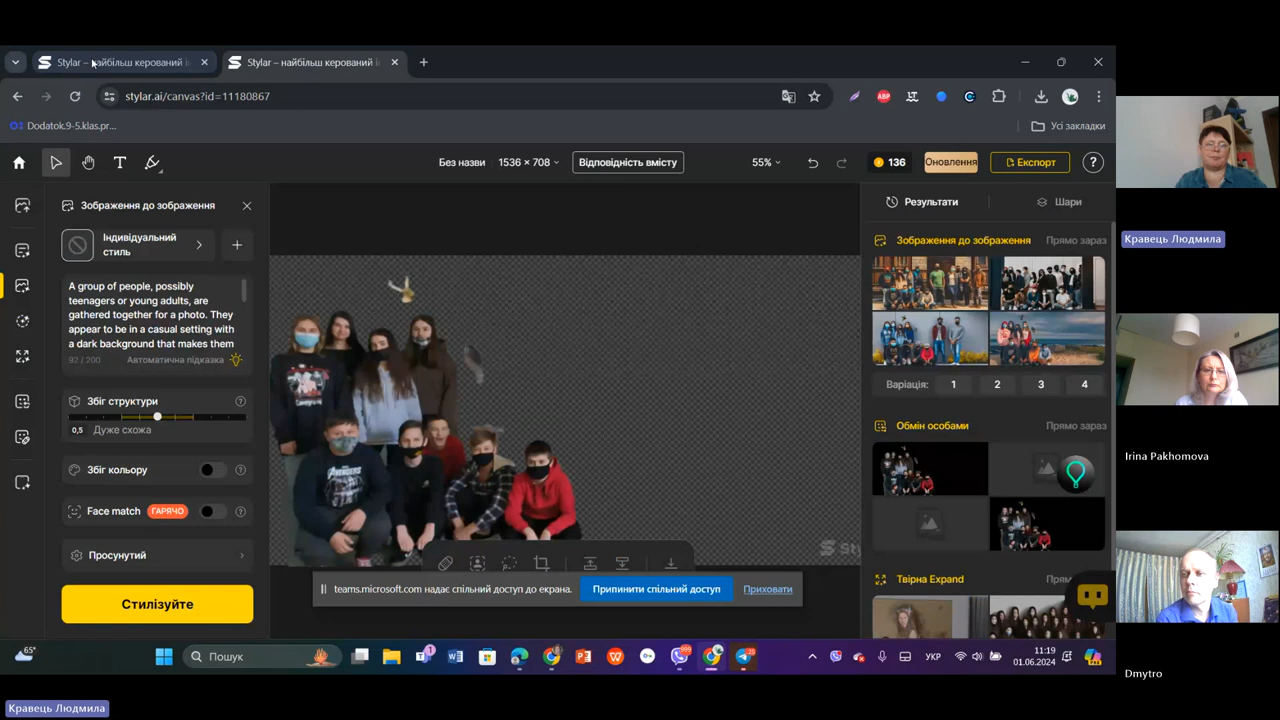 Stylar – найбільш керований і
Stylar – найбільш керований і
stylar.ai/canvas?id=11180867
ABP
Dodatok.9-5.klas.pr...
Усі закладки
Без назви
1536 × 708
Відповідність вмісту
55%
136
Оновлення
Експорт
Зображення до зображення
Індивідуальний
стиль
A group of people, possibly
teenagers or young adults, are
gathered together for a photo. They
appear to be in a casual setting with
a dark background that makes them
92 / 200
Автоматична підказка
Збіг структури
0,5
Дуже схожа
Збіг кольору
Face match
ГАРЯЧО
Просунутий
Стилізуйте
Результати
Шари
Зображення до зображення
Прямо зараз
Варіація:
1
2
3
4
Обмін особами
Прямо зараз
Твірна Expand
AVENGERS
teams.microsoft.com надає спільний доступ до екрана.
Припинити спільний доступ
Приховати
65°
Пошук
УКР
11:19
01.06.2024
Кравець Людмила
Irina Pakhomova
Dmytro
Кравець Людмила